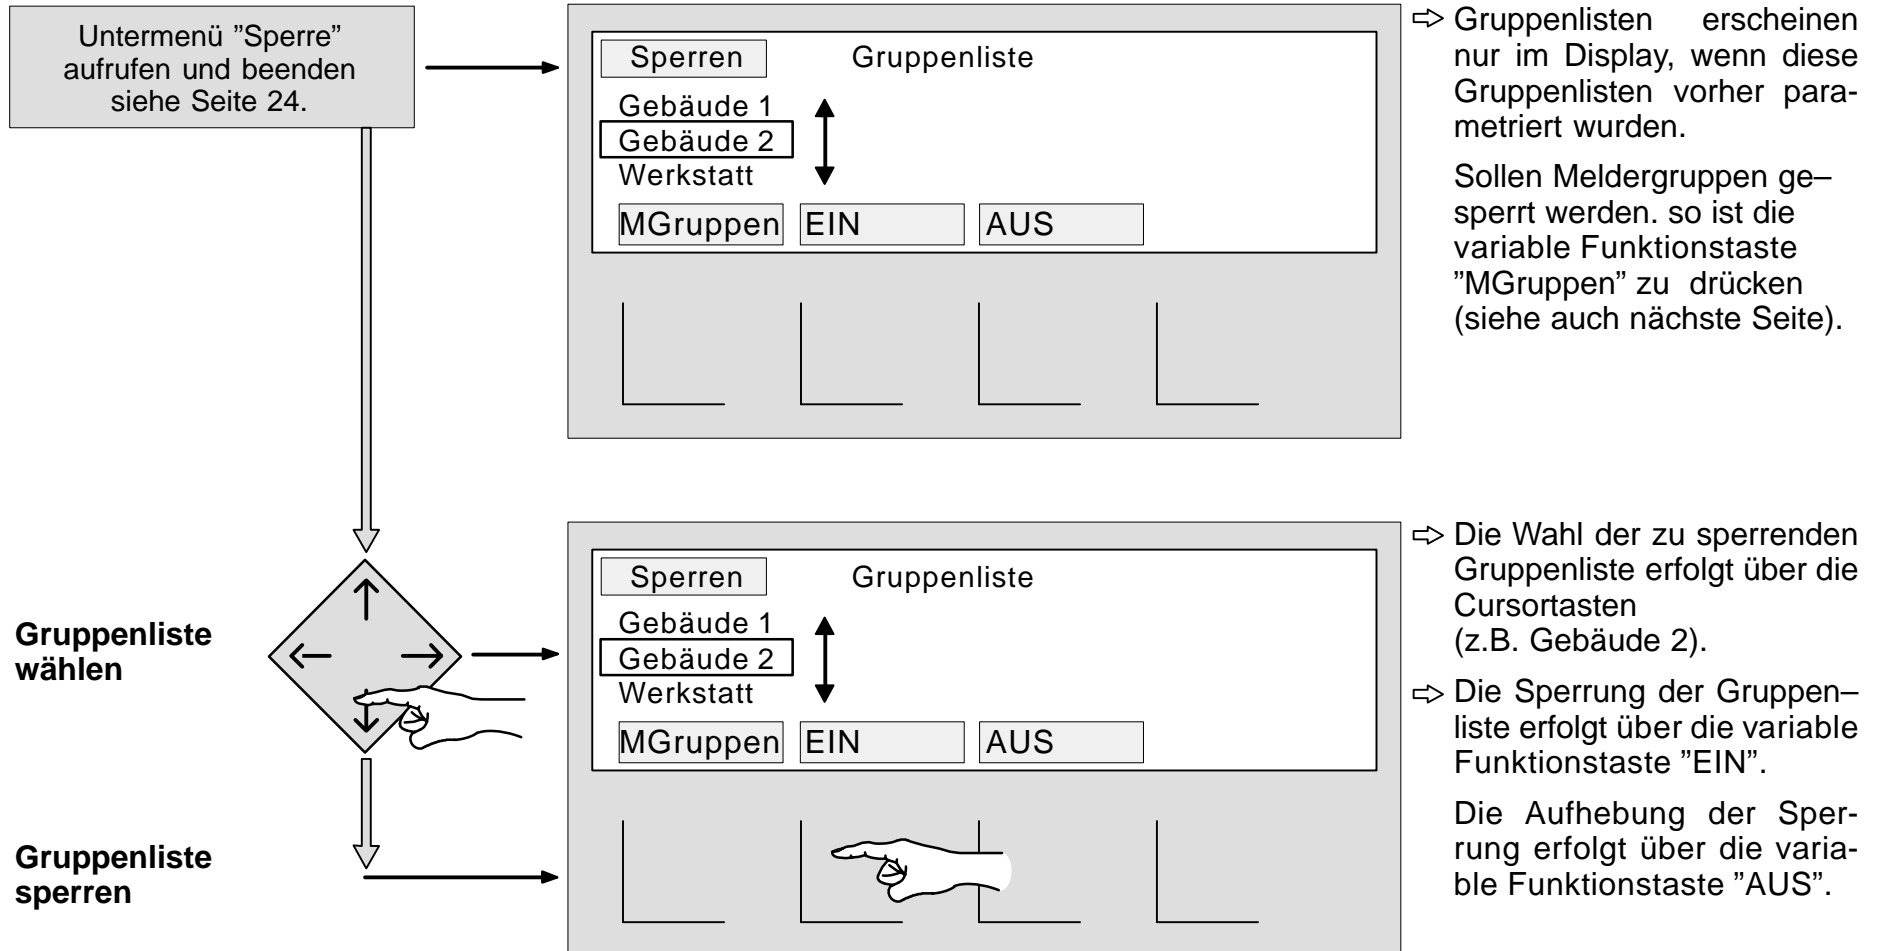 Untermenü ”Sperre”
aufrufen und beenden
siehe Seite 24.
Sperren Gruppenliste
Gebäude 1
Gebäude 2
Werkstatt
MGruppen EIN AUS
⇨ Gruppenlisten erscheinen
nur im Display, wenn diese
Gruppenlisten vorher para-
metriert wurden.
Sollen Meldergruppen ge–
sperrt werden. so ist die
variable Funktionstaste
”MGruppen” zu drücken
(siehe auch nächste Seite).
Gruppenliste
wählen
Sperren Gruppenliste
Gebäude 1
Gebäude 2
Werkstatt
MGruppen EIN AUS
⇨ Die Wahl der zu sperrenden
Gruppenliste erfolgt über die
Cursortasten
(z.B. Gebäude 2).
⇨ Die Sperrung der Gruppen–
liste erfolgt über die variable
Funktionstaste ”EIN”.
Die Aufhebung der Sper-
rung erfolgt über die varia-
ble Funktionstaste ”AUS”.
Gruppenliste
sperren